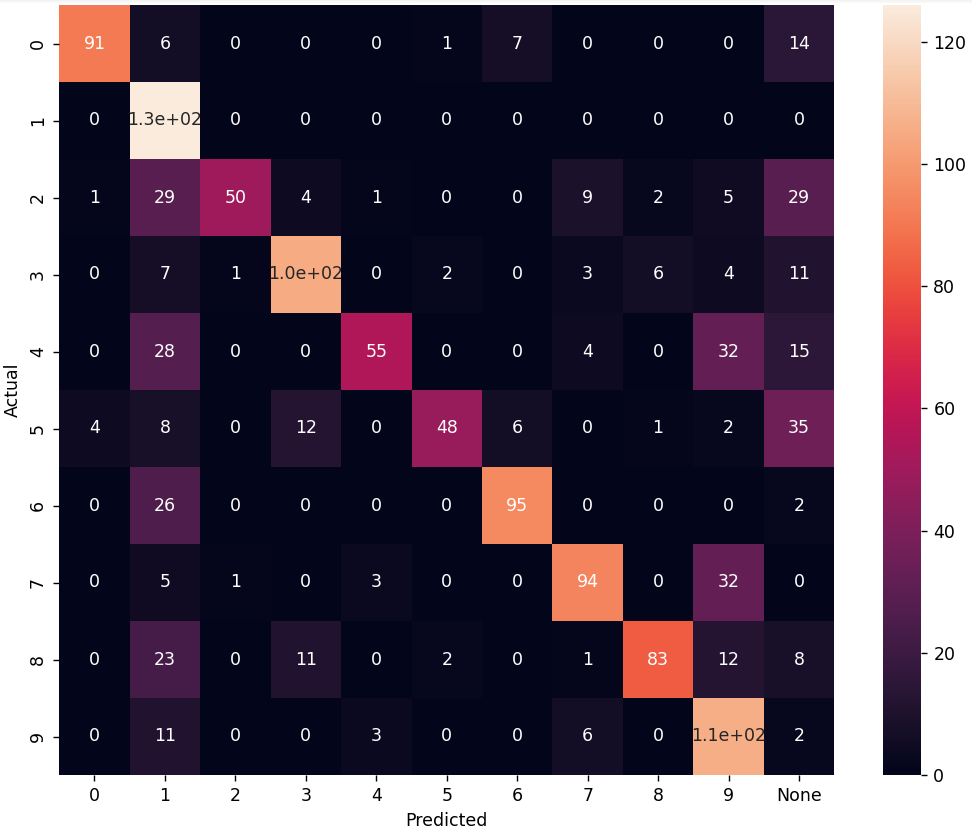 0 91 6 0 0 0 1 7 0 0 0 14
1 0 1.3e+02 0 0 0 0 0 0 0 0 0
2 1 29 50 4 1 0 0 9 2 5 29
3 0 7 1 1.0e+02 0 2 0 3 6 4 11
4 0 28 0 0 55 0 0 4 0 32 15
5 4 8 0 12 0 48 6 0 1 2 35
6 0 26 0 0 0 0 95 0 0 0 2
7 0 5 1 0 3 0 0 94 0 32 0
8 0 23 0 11 0 2 0 1 83 12 8
9 0 11 0 0 3 0 0 6 0 1.1e+02 2
0 1 2 3 4 5 6 7 8 9 None
Predicted
Actual
120
100
80
60
40
20
0